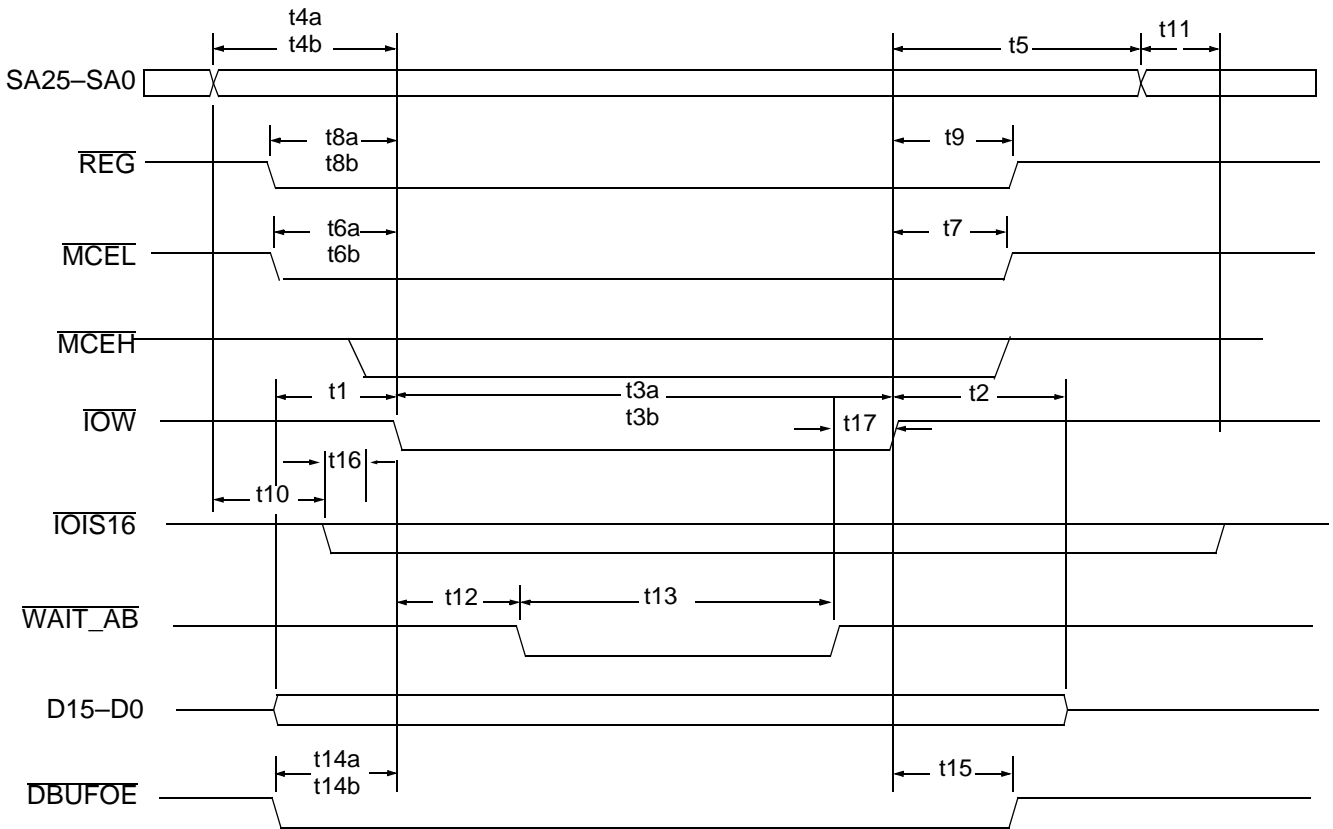 t4a
t4b
t5
t11
SA25–SA0
t8a
t8b
t9
REG
t6a
t6b
t7
MCEL
MCEH
t1
t3a
t3b
t2
IOW
t17
t16
t10
IOIS16
t12
t13
WAIT_AB
D15–D0
t14a
t14b
t15
DBUFOE